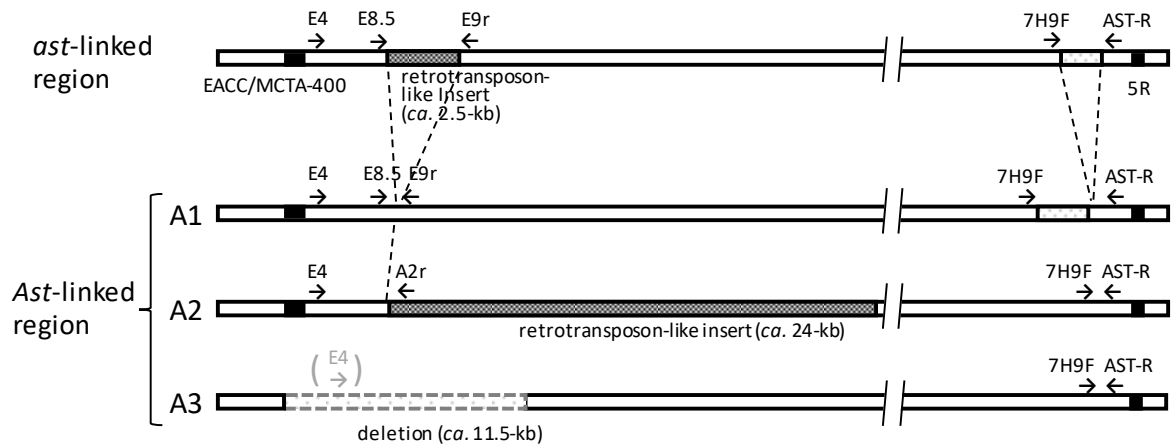 E4 E8.5 E9r 7H9F AST-R
ast-linked
region
EACC/MCTA-400 retrotransposon-
like Insert
(ca. 2.5-kb)
5R
E4 E8.5 E9r 7H9F AST-R
A1
E4 A2r 7H9F AST-R
Ast-linked
region
A2
retrotransposon-like insert (ca. 24-kb)
( E4 ) 7H9F AST-R
A3
deletion (ca. 11.5-kb)